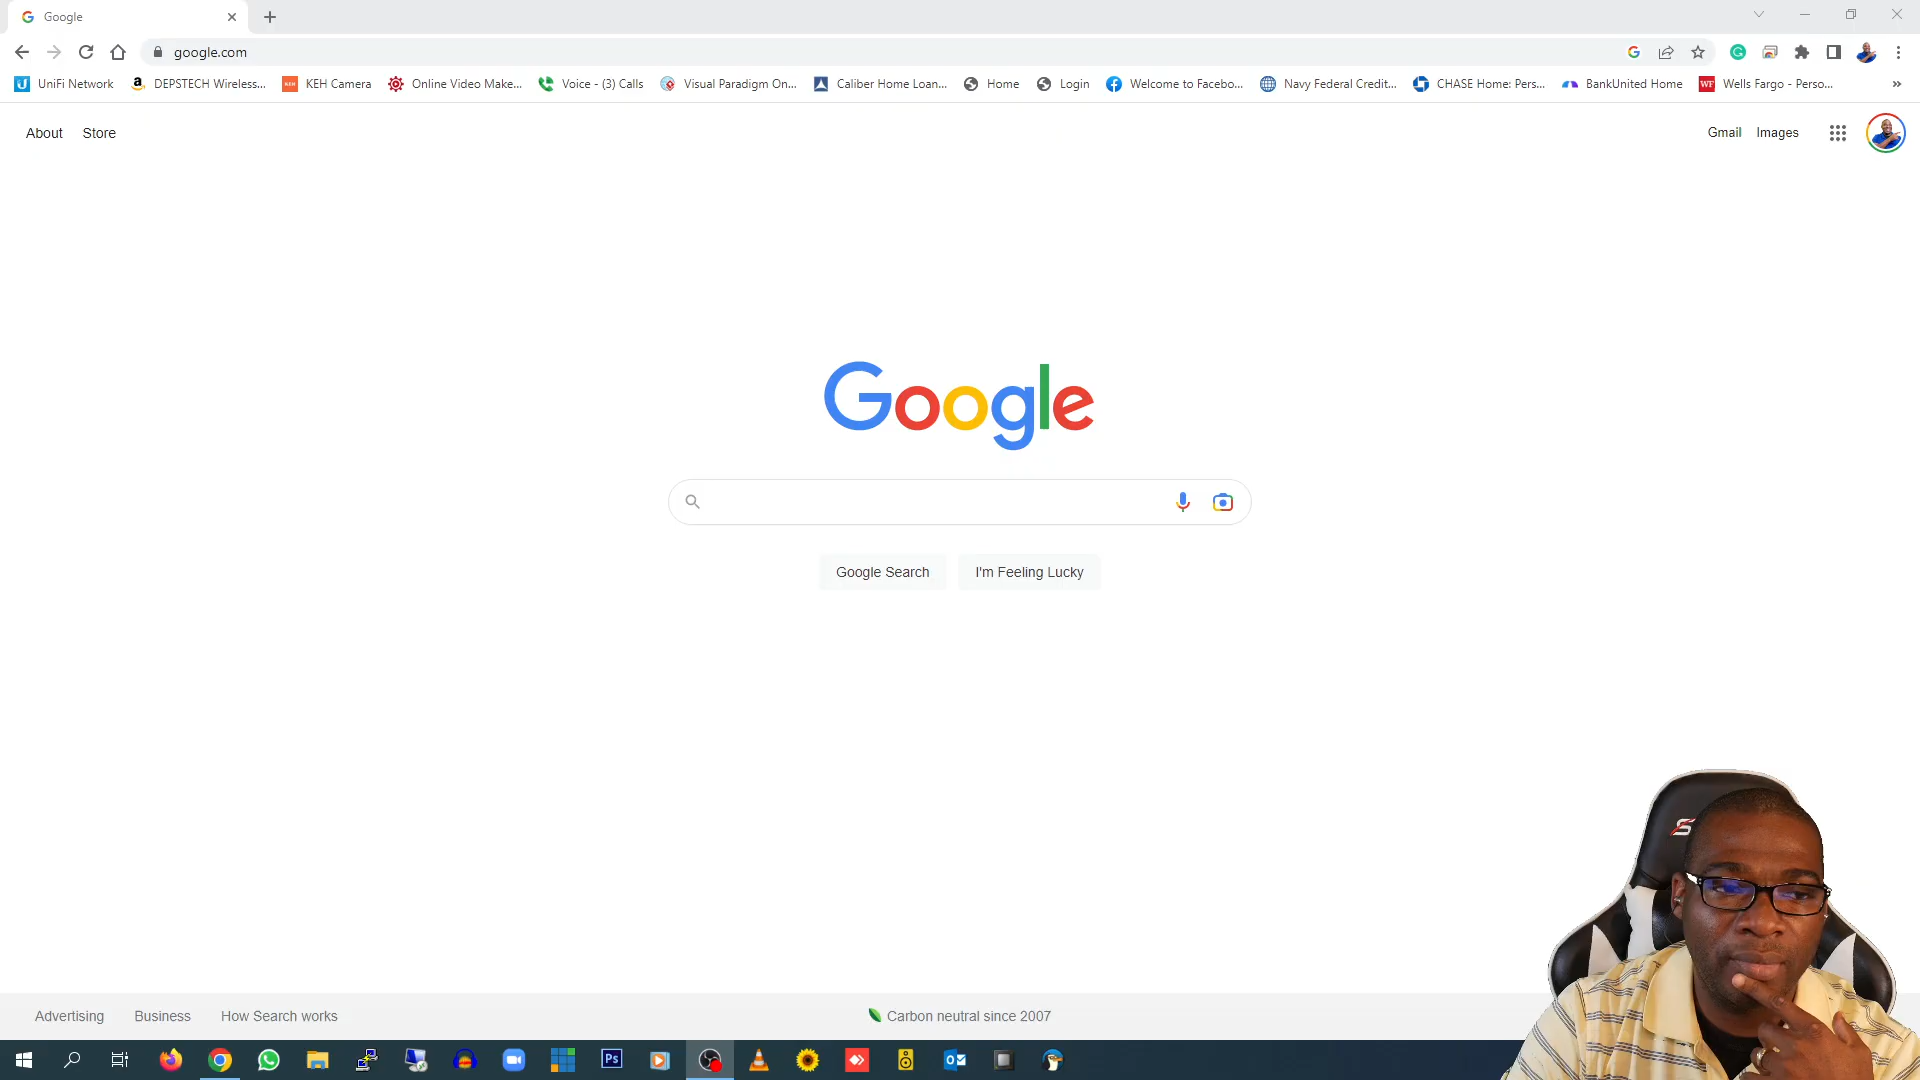 Google
google.com
UniFi Network
DEPSTECH Wireless...
KEH Camera
Online Video Make...
Voice - (3) Calls
Visual Paradigm On...
Caliber Home Loan...
Home
Login
Welcome to Facebo...
Navy Federal Credit...
CHASE Home: Pers...
BankUnited Home
Wells Fargo - Perso...
About
Store
Gmail
Images
Google
Google Search
I'm Feeling Lucky
Advertising
Business
How Search works
Carbon neutral since 2007